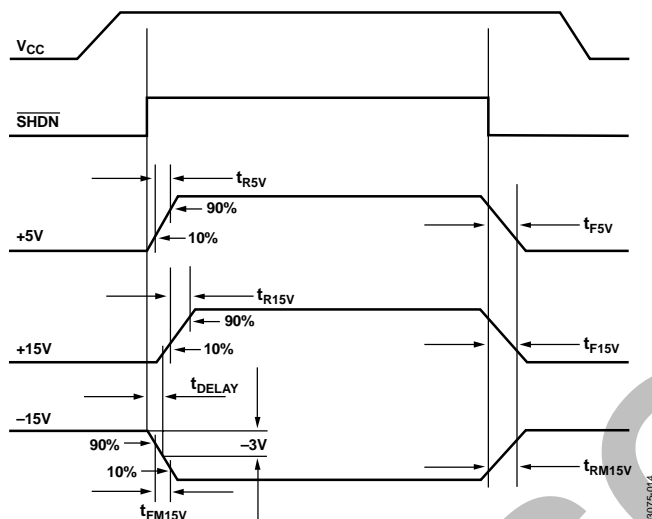 VCC
SHDN
tR5V
90%
10%
+5V
tF5V
tR15V
90%
10%
+15V
tF15V
tDELAY
–15V
90%
–3V
10%
tRM15V
tFM15V